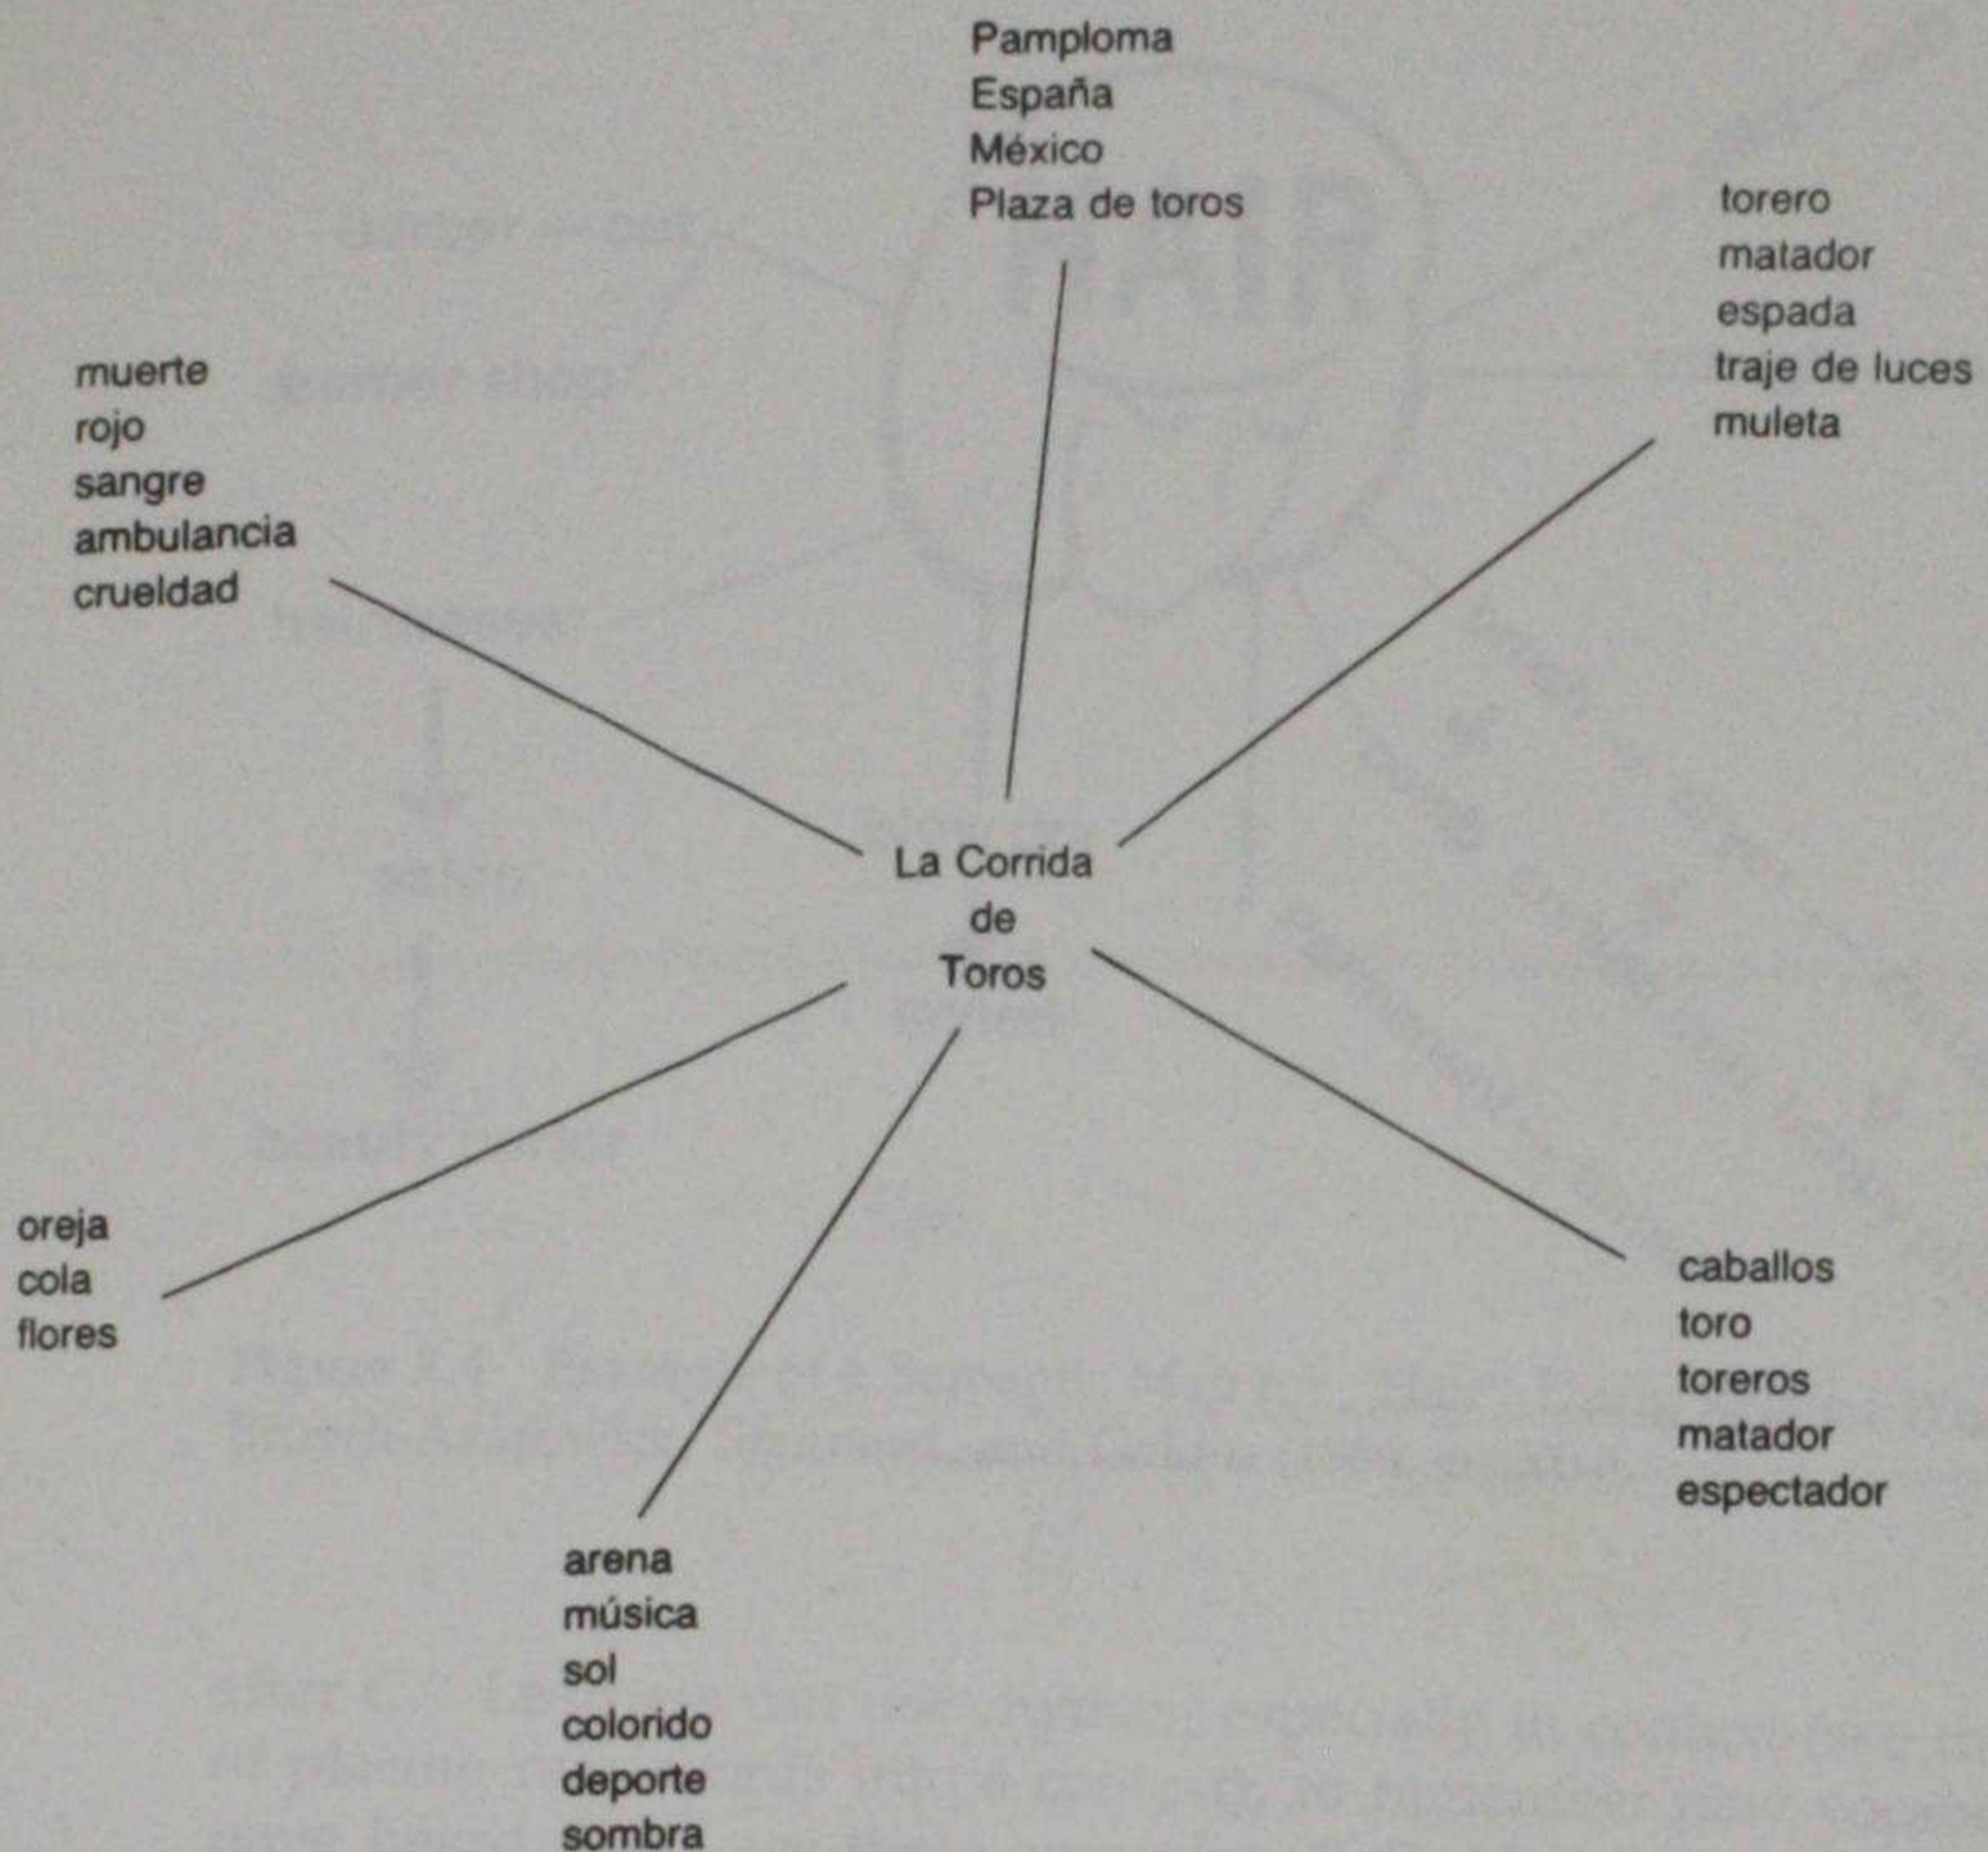 Pamploma
España
México
Plaza de toros
torero
matador
espada
traje de luces
muleta
muerte
rojo
sangre
ambulancia
crueldad
La Corrida
de
Toros
oreja
cola
flores
caballos
toro
toreros
matador
espectador
arena
música
sol
colorido
deporte
sombra